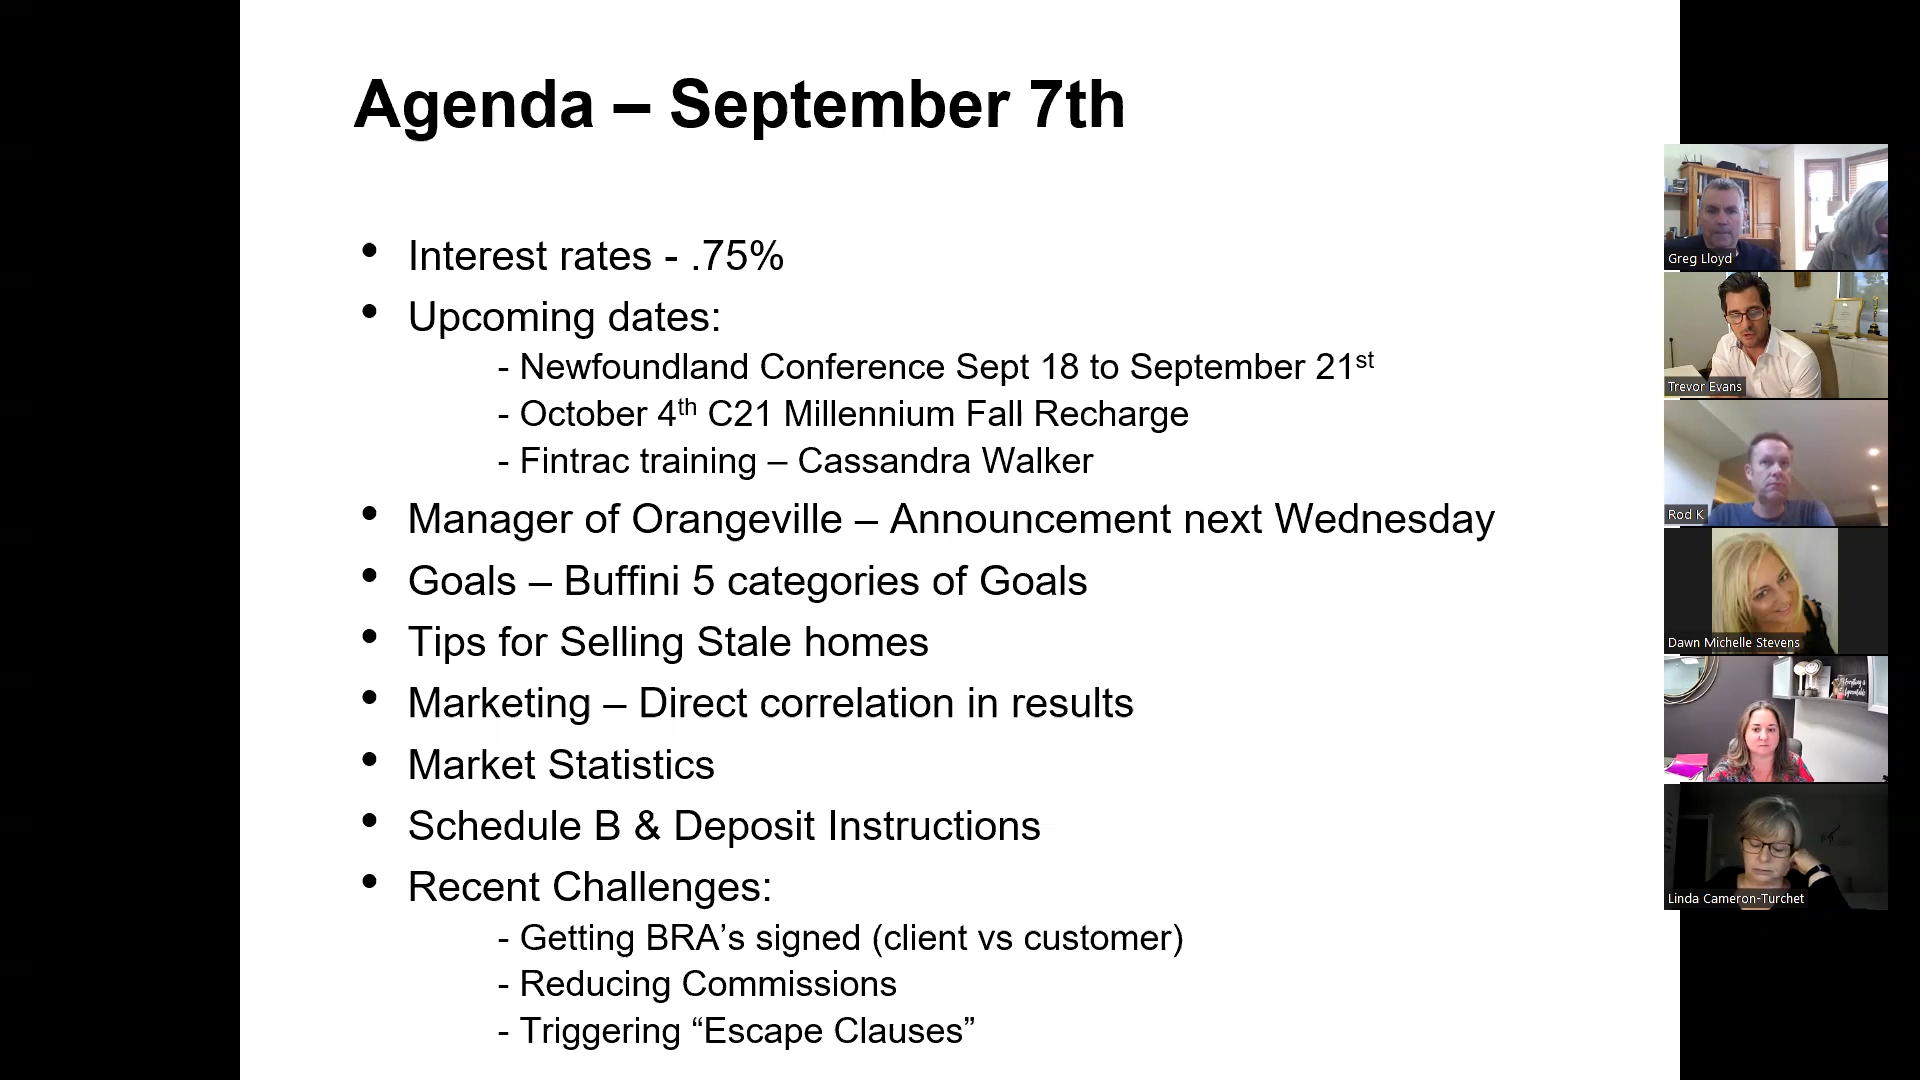 Agenda – September 7th
• Interest rates - .75%
• Upcoming dates:
- Newfoundland Conference Sept 18 to September 21st
- October 4th C21 Millennium Fall Recharge
- Fintrac training – Cassandra Walker
• Manager of Orangeville – Announcement next Wednesday
• Goals – Buffini 5 categories of Goals
• Tips for Selling Stale homes
• Marketing – Direct correlation in results
• Market Statistics
• Schedule B & Deposit Instructions
• Recent Challenges:
- Getting BRA’s signed (client vs customer)
- Reducing Commissions
- Triggering “Escape Clauses”
Greg Lloyd
Trevor Evans
Rod K
Dawn Michelle Stevens
Linda Cameron-Turchet